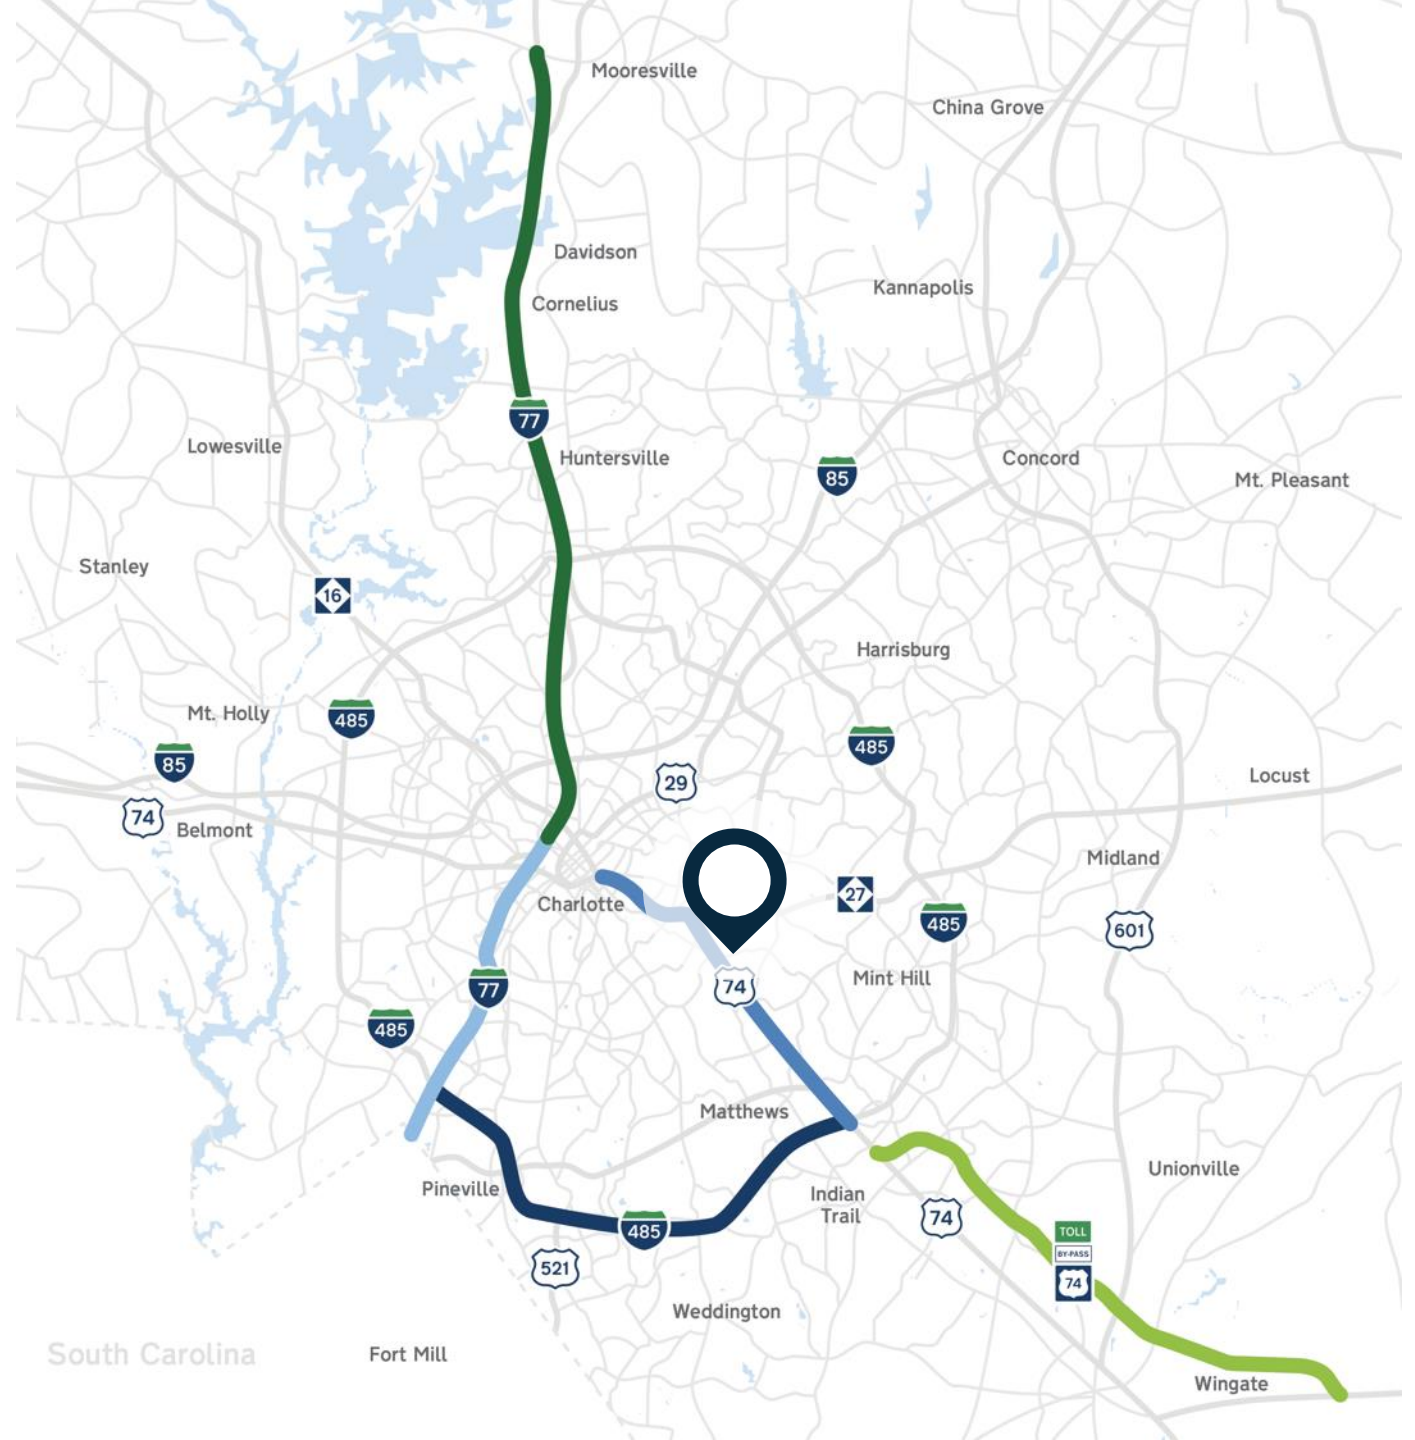 Mooresville
China Grove
Davidson
Kannapolis
Cornelius
77
Lowesville
Huntersville
Concord
85
Mt. Pleasant
Stanley
16
Harrisburg
Mt. Holly
485
485
85
29
Locust
74
Belmont
Midland
27
Charlotte
485
601
Mint Hill
77
74
485
Matthews
Unionville
Pineville
Indian
Trail
74
485
TOLL
BY-PASS
74
521
Weddington
South Carolina
Fort Mill
Wingate